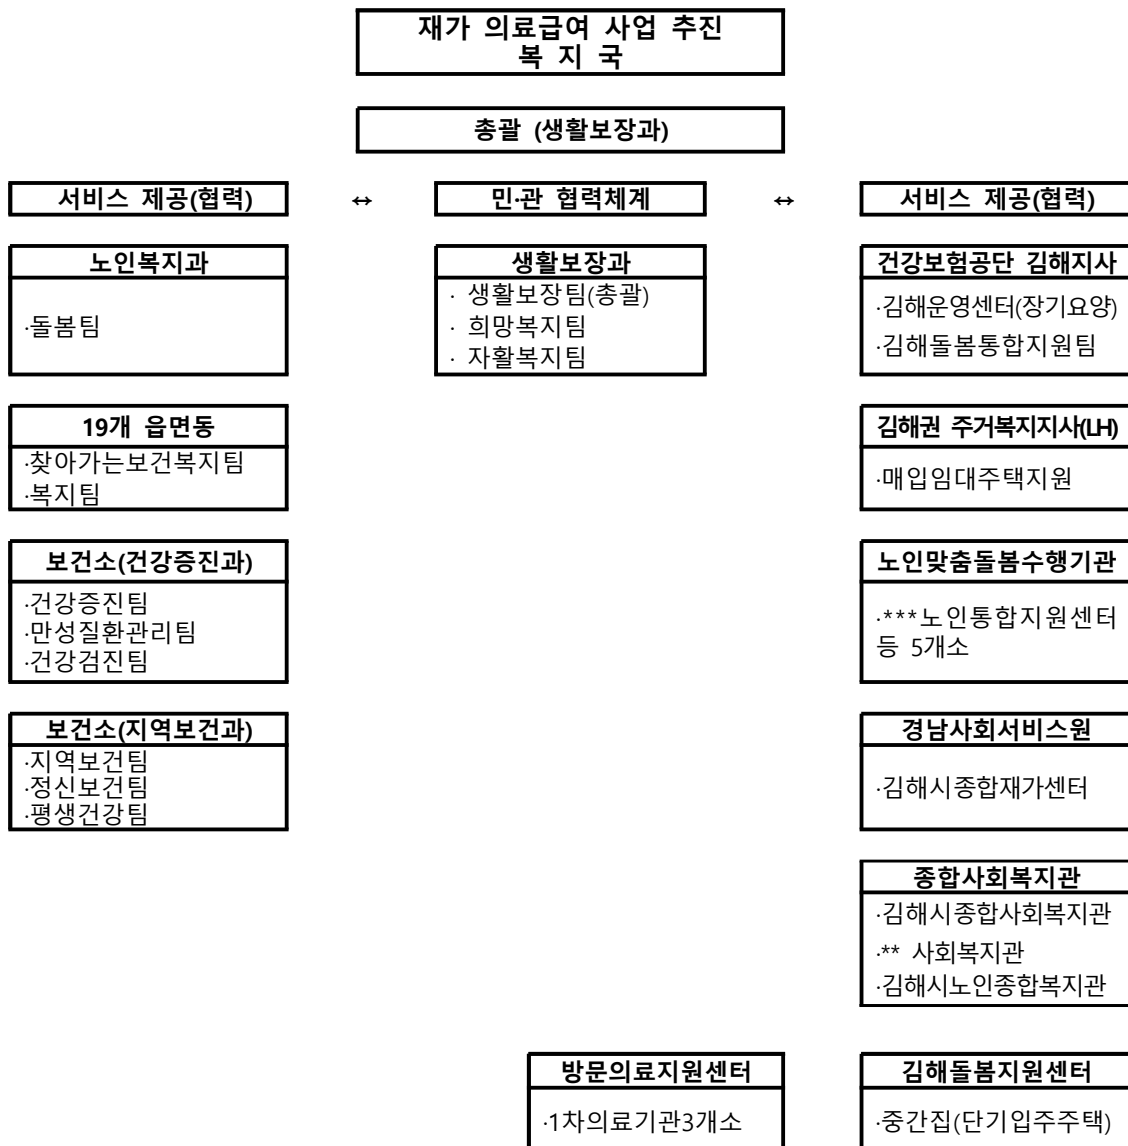 재가 의료급여 사업 추진
복 지 국
총괄 (생활보장과)
서비스 제공(협력) ↔ 민·관 협력체계 ↔ 서비스 제공(협력)
노인복지과
·돌봄팀
생활보장과
· 생활보장팀(총괄)
· 희망복지팀
· 자활복지팀
건강보험공단 김해지사
·김해운영센터(장기요양)
·김해돌봄통합지원팀
19개 읍면동
·찾아가는보건복지팀
·복지팀
김해권 주거복지지사(LH)
·매입임대주택지원
보건소(건강증진과)
·건강증진팀
·만성질환관리팀
·건강검진팀
노인맞춤돌봄수행기관
·***노인통합지원센터
등 5개소
보건소(지역보건과)
·지역보건팀
·정신보건팀
·평생건강팀
경남사회서비스원
·김해시종합재가센터
종합사회복지관
·김해시종합사회복지관
·** 사회복지관
·김해시노인종합복지관
방문의료지원센터
·1차의료기관3개소
김해돌봄지원센터
·중간집(단기입주주택)